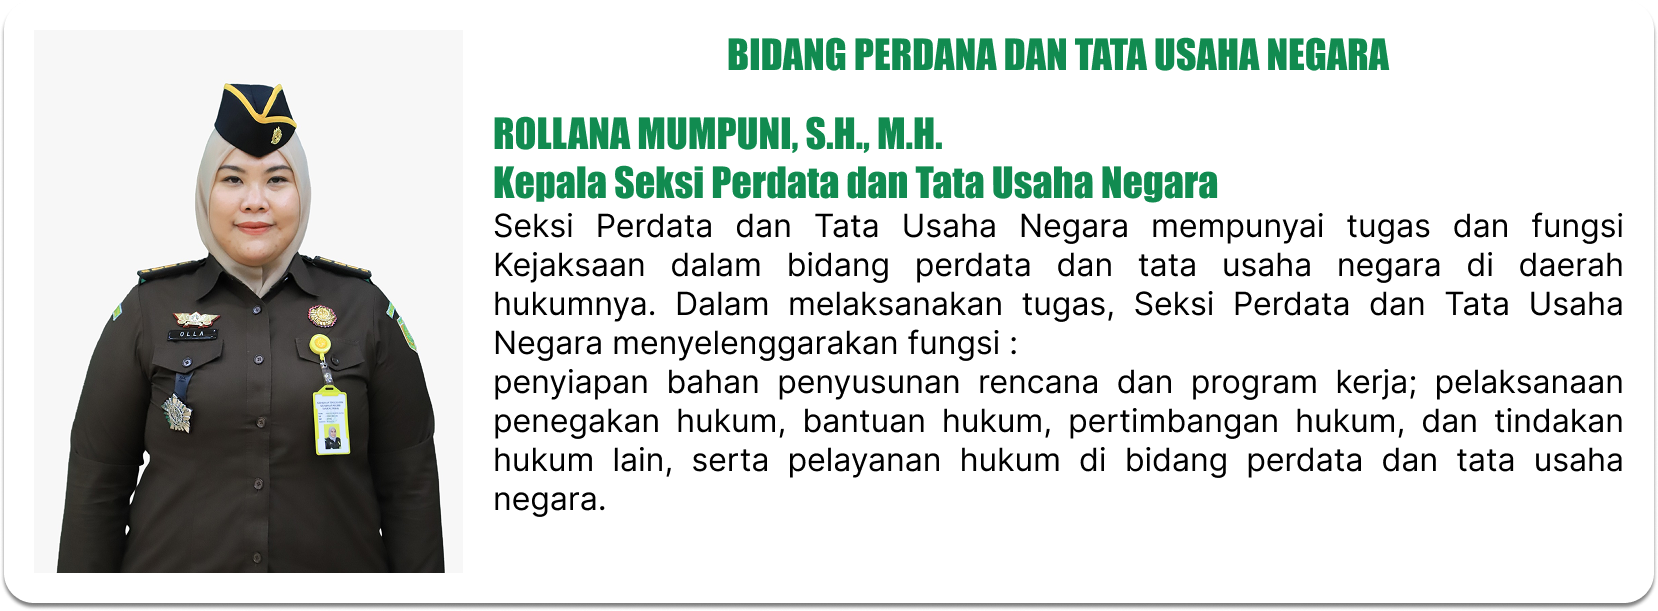 BIDANG PERDANA DAN TATA USAHA NEGARA
ROLLANA MUMPUNI, S.H., M.H.
Kepala Seksi Perdata dan Tata Usaha Negara
Seksi Perdata dan Tata Usaha Negara mempunyai tugas dan fungsi
Kejaksaan dalam bidang perdata dan tata usaha negara di daerah
hukumnya. Dalam melaksanakan tugas, Seksi Perdata dan Tata Usaha
Negara menyelenggarakan fungsi :
penyiapan bahan penyusunan rencana dan program kerja; pelaksanaan
penegakan hukum, bantuan hukum, pertimbangan hukum, dan tindakan
hukum lain, serta pelayanan hukum di bidang perdata dan tata usaha
negara.
OLLA